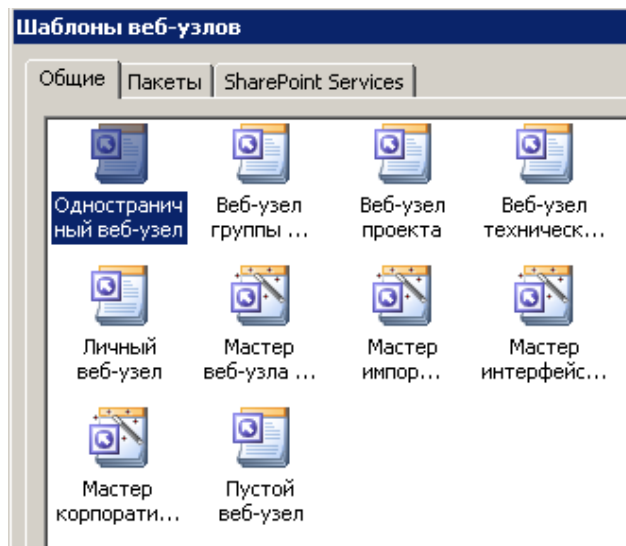 Шаблоны веб-узлов
Общие Пакеты SharePoint Services
Одностранич Веб-узел Веб-узел Веб-узел
ный веб-узел группы ... проекта техническ...
Личный Мастер Мастер Мастер
веб-узел веб-узла ... импор... интерфейс...
Мастер Пустой
корпорати... веб-узел